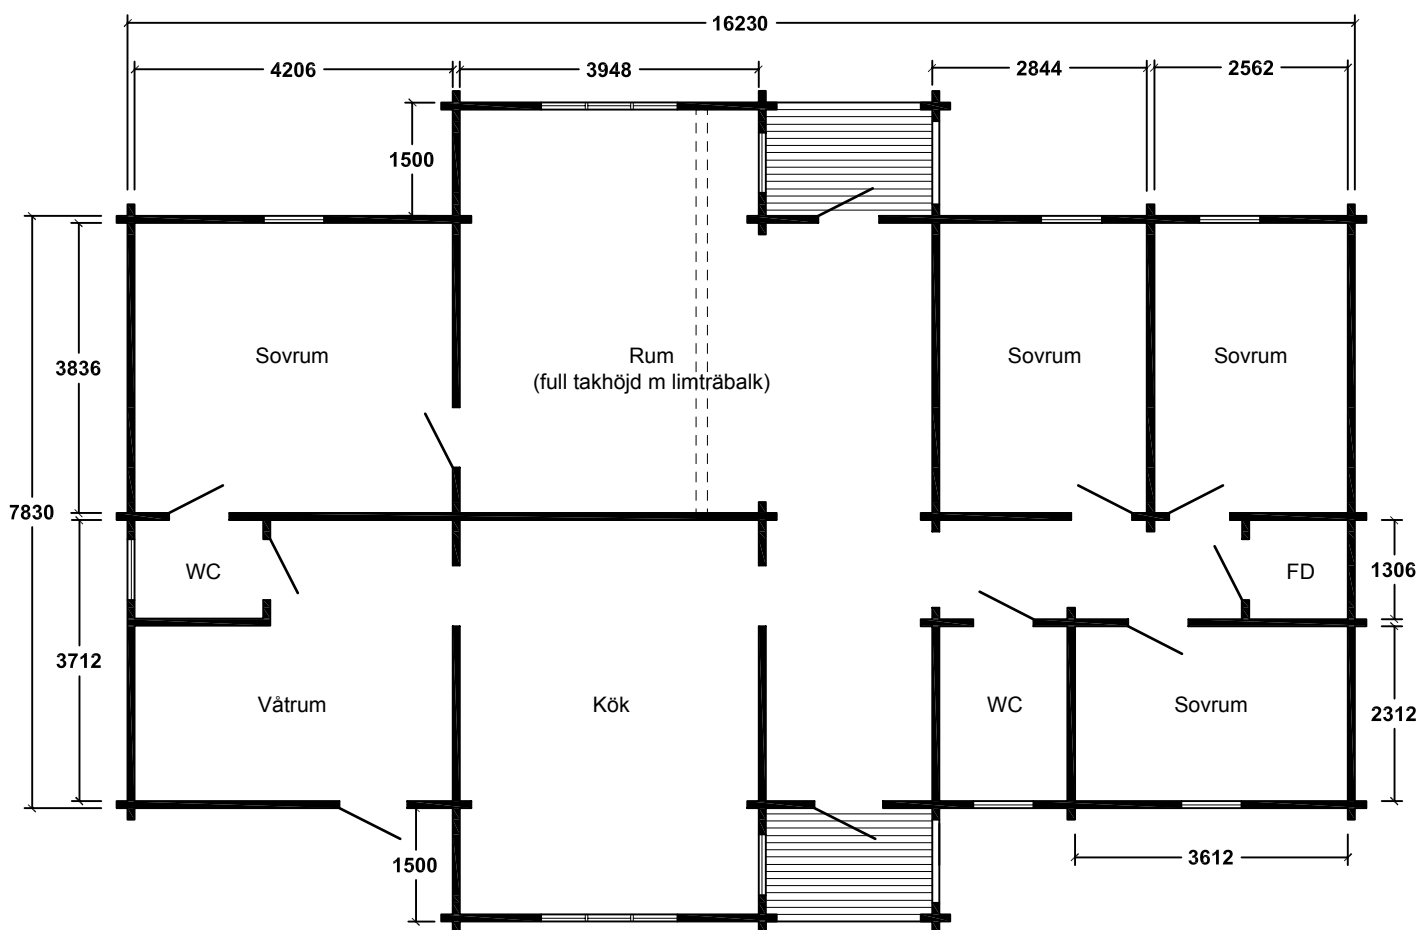 16230
4206
3948
2844
2562
1500
Sovrum
Rum
(full takhöjd m limträbalk)
Sovrum
Sovrum
3836
7830
WC
FD
1306
3712
Våtrum
Kök
WC
Sovrum
2312
1500
3612